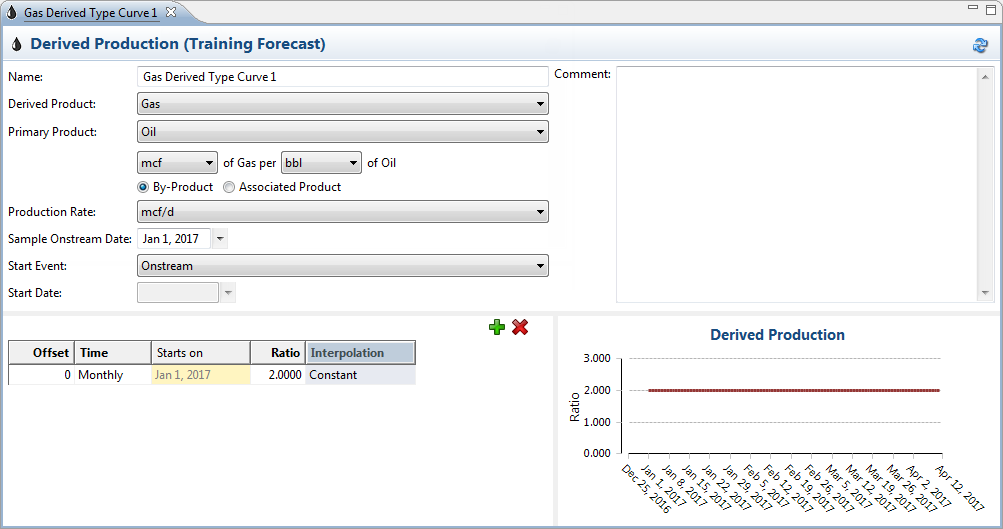 Gas Derived Type Curve 1
Derived Production (Training Forecast)
Name: Gas Derived Type Curve 1 Comment:
Derived Product: Gas
Primary Product: Oil
mcf of Gas per bbl of Oil
By-Product Associated Product
Production Rate: mcf/d
Sample Onstream Date: Jan 1, 2017
Start Event: Onstream
Start Date:
Offset Time Starts on Ratio Interpolation
0 Monthly Jan 1, 2017 2.0000 Constant
Derived Production
3.000
2.000
1.000
0.000
Ratio
Dec 25, 2016
Jan 1, 2017
Jan 8, 2017
Jan 15, 2017
Jan 22, 2017
Jan 29, 2017
Feb 5, 2017
Feb 12, 2017
Feb 19, 2017
Feb 26, 2017
Mar 5, 2017
Mar 12, 2017
Mar 19, 2017
Mar 26, 2017
Apr 2, 2017
Apr 12, 2017